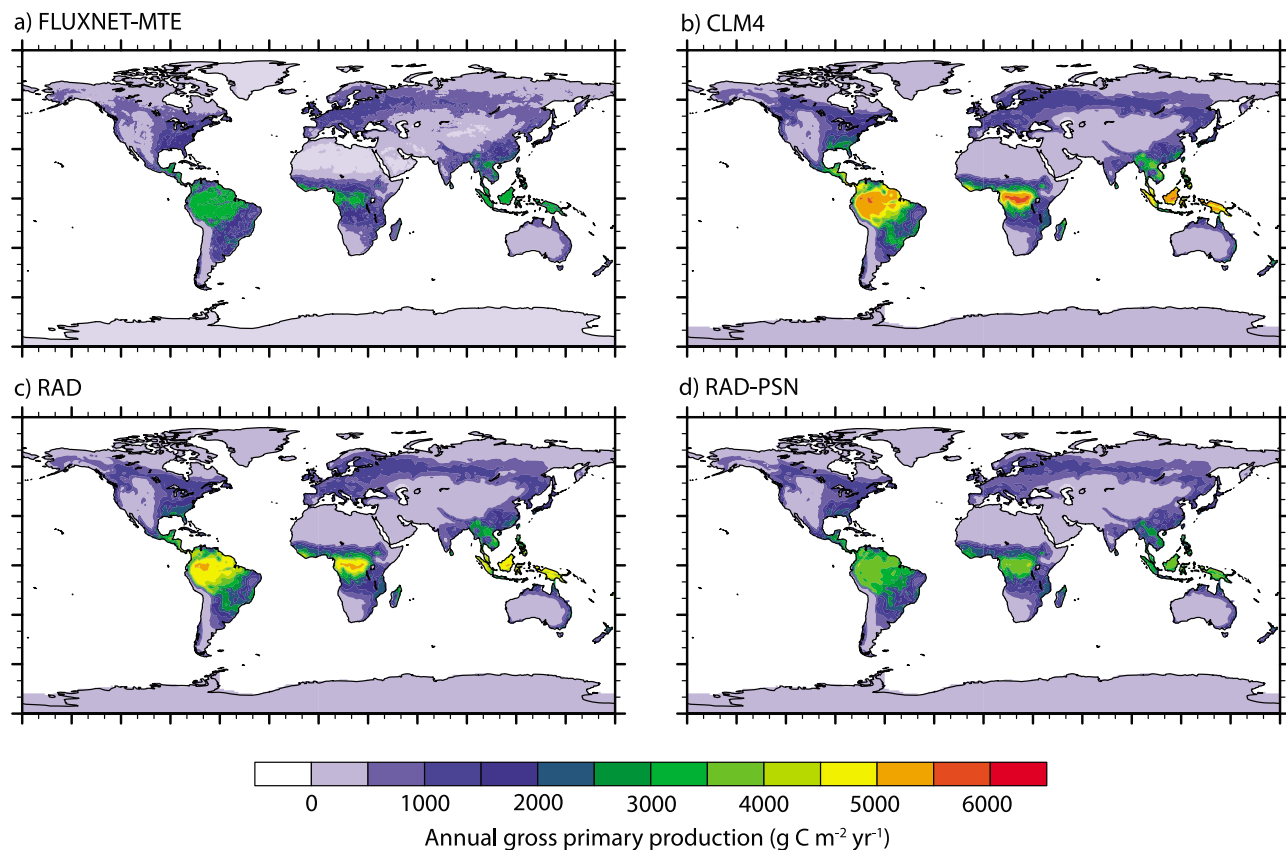 a) FLUXNET-MTE
b) CLM4
c) RAD
d) RAD-PSN
0 1000 2000 3000 4000 5000 6000
Annual gross primary production (g C m⁻² yr⁻¹)